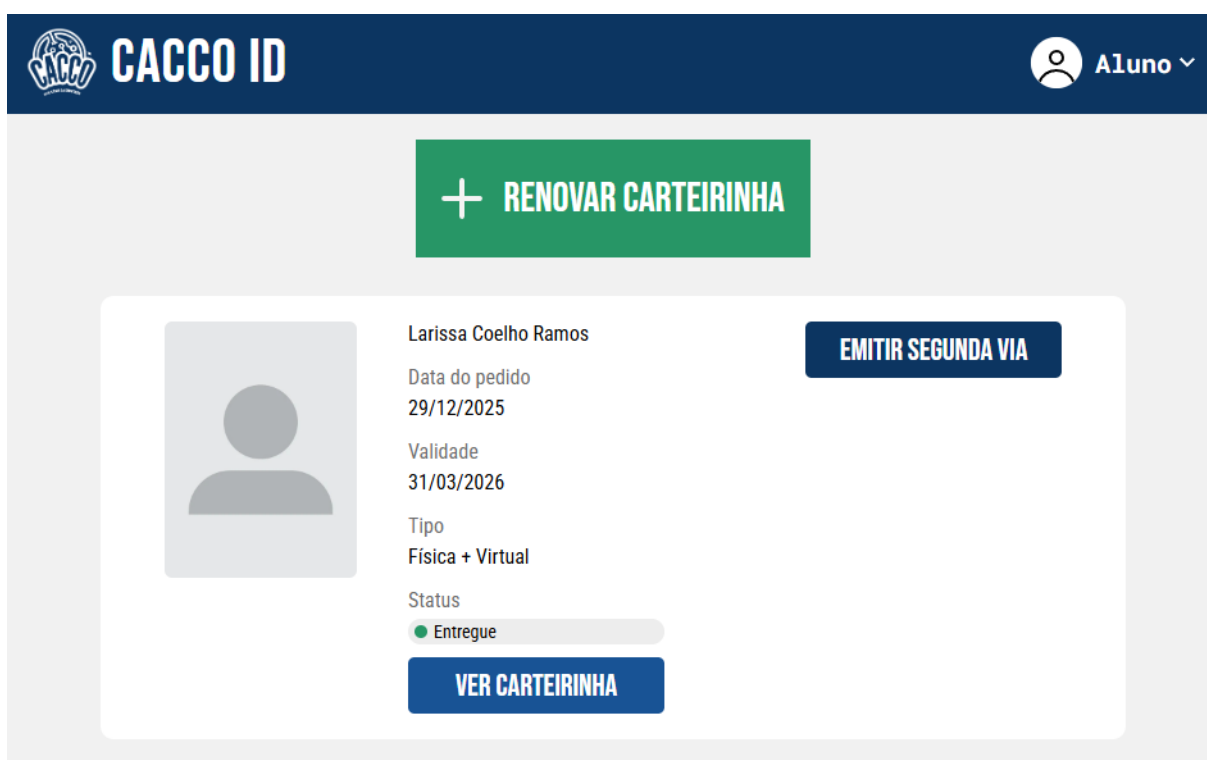 CACCO
CACCO ID
Aluno
RENOVAR CARTEIRINHA
Larissa Coelho Ramos
Data do pedido
29/12/2025
Validade
31/03/2026
Tipo
Física + Virtual
Status
Entregue
VER CARTEIRINHA
EMITIR SEGUNDA VIA